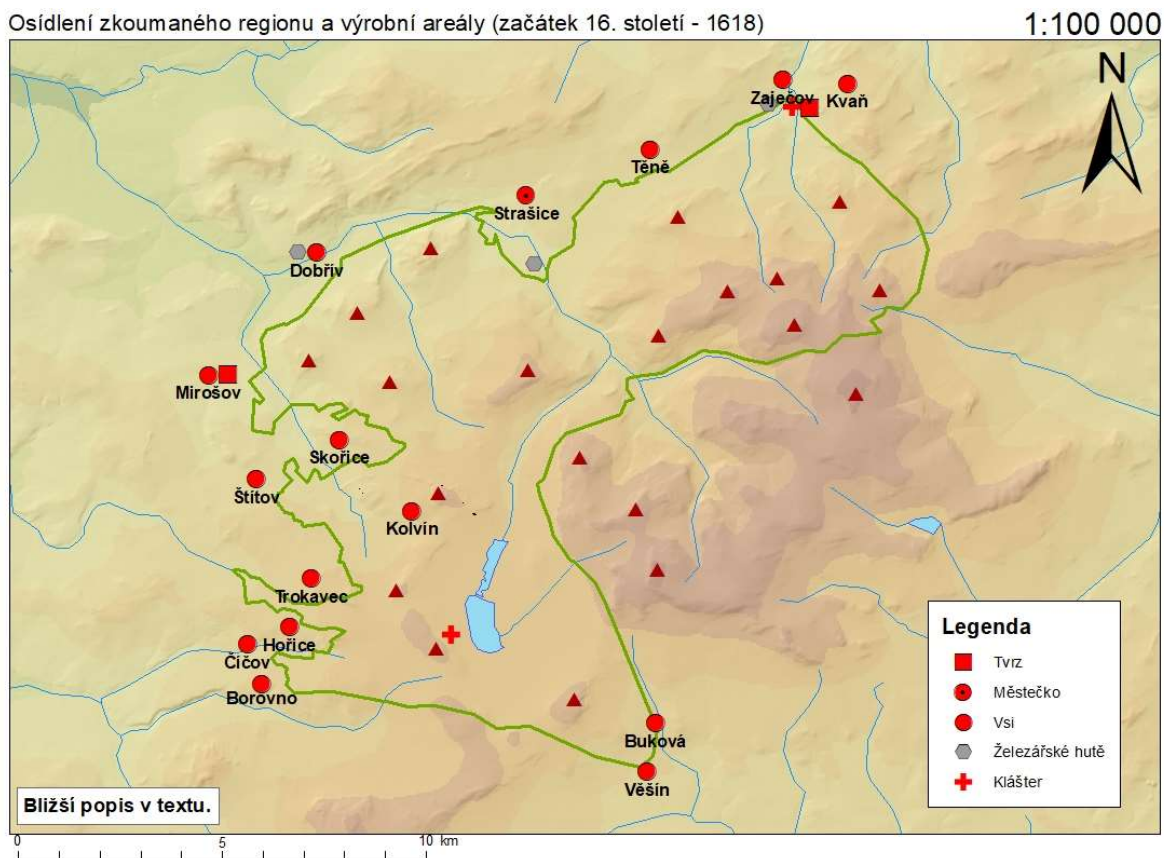 Osídlení zkoumaného regionu a výrobní areály (začátek 16. století - 1618)
1:100 000
N
Zaječov
Kvaň
Těně
Strašice
Dobřív
Mirošov
Skořice
Štítov
Kolvín
Trokavec
Hořice
Číčov
Borovno
Buková
Věšín
Legenda
Tvrz
Městečko
Vsi
Železářské hutě
Klášter
Bližší popis v textu.
0 5 10 km